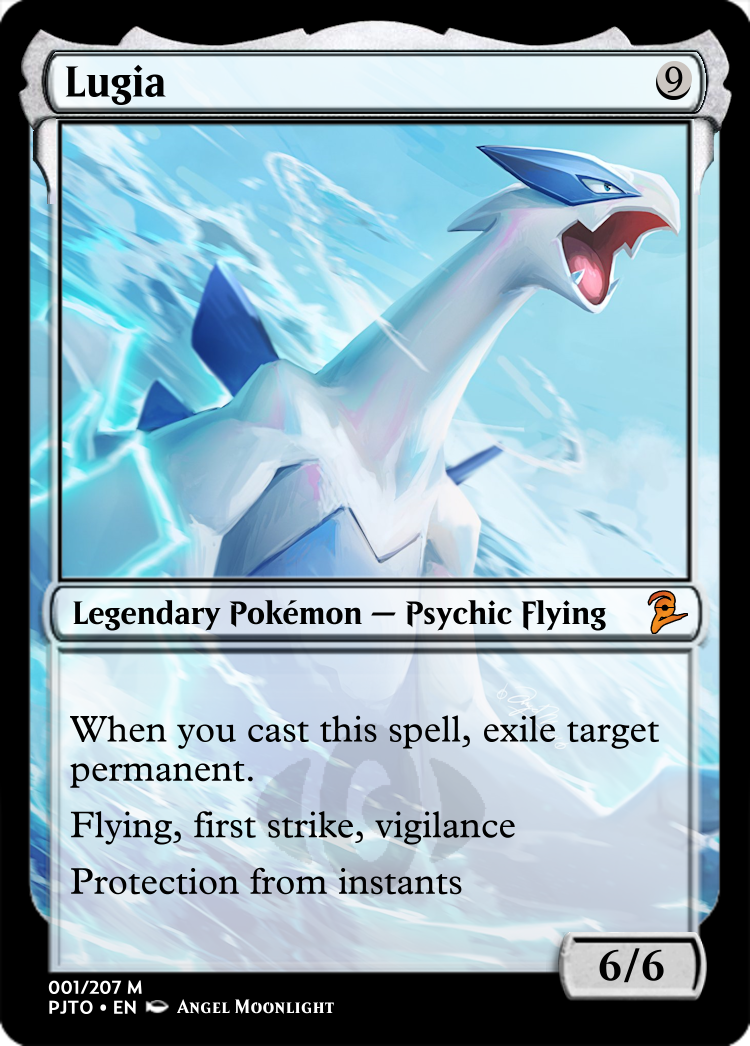 Lugia
9
Legendary Pokémon — Psychic Flying
When you cast this spell, exile target
permanent.
Flying, first strike, vigilance
Protection from instants
6/6
001/207 M
PJTO • EN Angel Moonlight